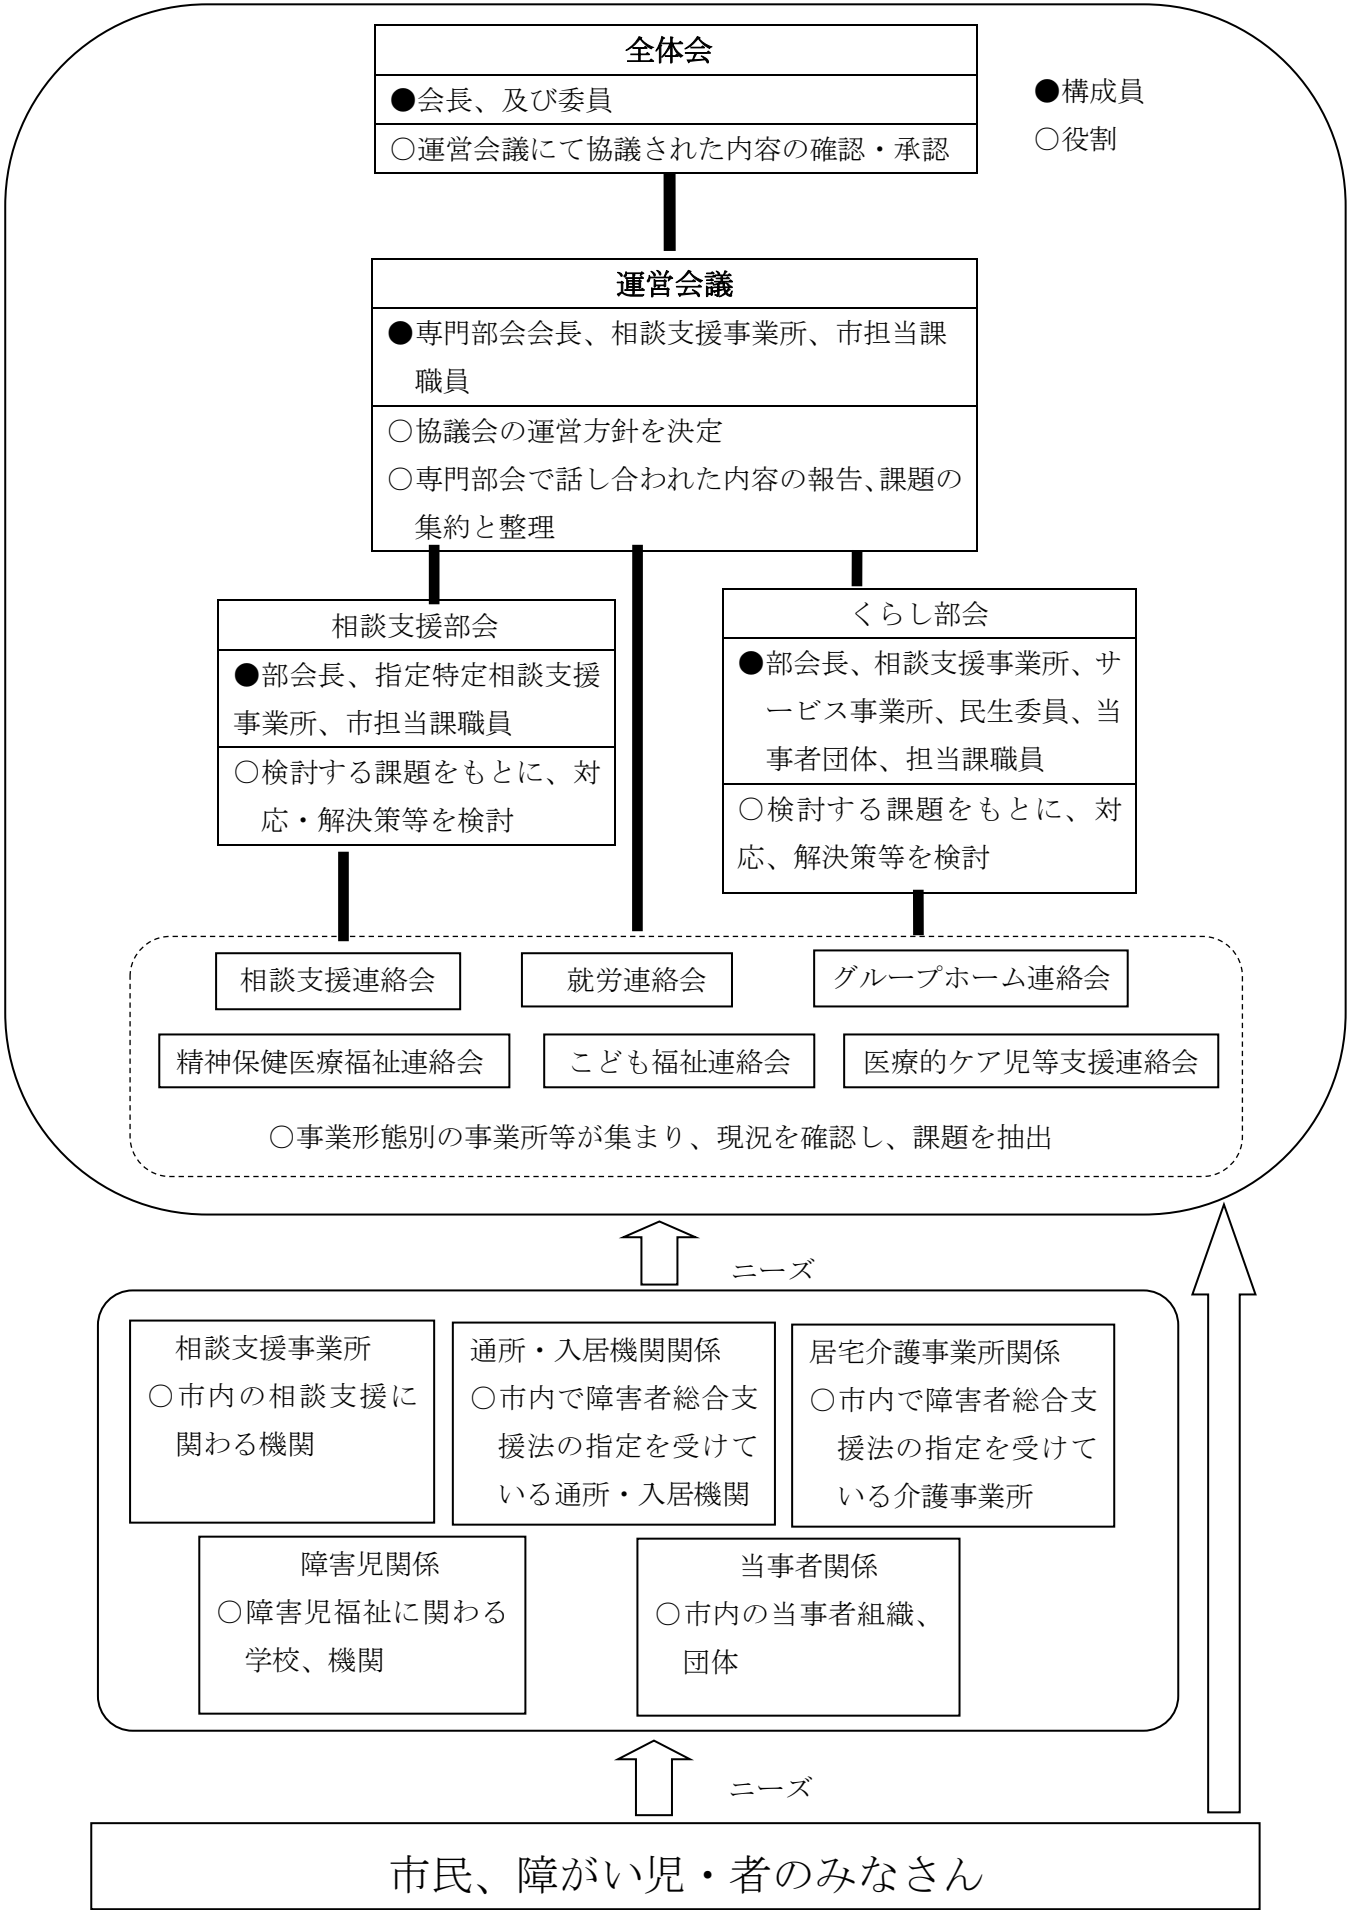 全体会
●会長、及び委員
○運営会議にて協議された内容の確認・承認
●構成員
○役割
運営会議
●専門部会会長、相談支援事業所、市担当課
職員
○協議会の運営方針を決定
○専門部会で話し合われた内容の報告、課題の
集約と整理
相談支援部会
●部会長、指定特定相談支援
事業所、市担当課職員
○検討する課題をもとに、対
応・解決策等を検討
くらし部会
●部会長、相談支援事業所、サ
ービス事業所、民生委員、当
事者団体、担当課職員
○検討する課題をもとに、対
応、解決策等を検討
相談支援連絡会
就労連絡会
グループホーム連絡会
精神保健医療福祉連絡会
こども福祉連絡会
医療的ケア児等支援連絡会
○事業形態別の事業所等が集まり、現況を確認し、課題を抽出
ニーズ
相談支援事業所
○市内の相談支援に
関わる機関
通所・入居機関関係
○市内で障害者総合支
援法の指定を受けて
いる通所・入居機関
居宅介護事業所関係
○市内で障害者総合支
援法の指定を受けて
いる介護事業所
障害児関係
○障害児福祉に関わる
学校、機関
当事者関係
○市内の当事者組織、
団体
ニーズ
市民、障がい児・者のみなさん